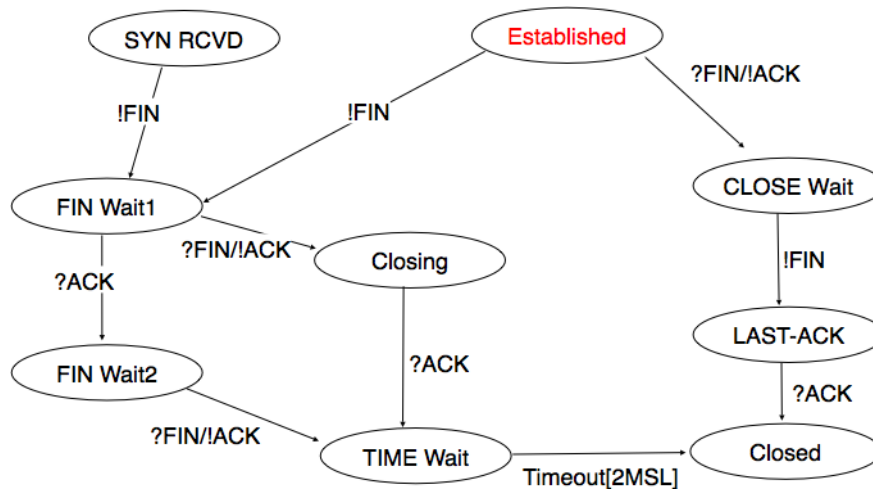 SYN RCVD
Established
?FIN/!ACK
!FIN
!FIN
CLOSE Wait
FIN Wait1
?FIN/!ACK
Closing
!FIN
?ACK
LAST-ACK
FIN Wait2
?ACK
?ACK
?FIN/!ACK
TIME Wait
Closed
Timeout[2MSL]